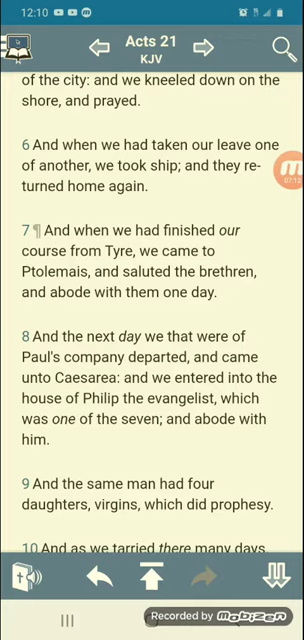 12:10
Acts 21
KJV
of the city: and we kneeled down on the
shore, and prayed.
6 And when we had taken our leave one
of another, we took ship; and they re-
turned home again.
07:12
7 ¶ And when we had finished our
course from Tyre, we came to
Ptolemais, and saluted the brethren,
and abode with them one day.
8 And the next day we that were of
Paul's company departed, and came
unto Caesarea: and we entered into the
house of Philip the evangelist, which
was one of the seven; and abode with
him.
9 And the same man had four
daughters, virgins, which did prophesy.
10 And as we tarried there many days,
Recorded by Mobizen